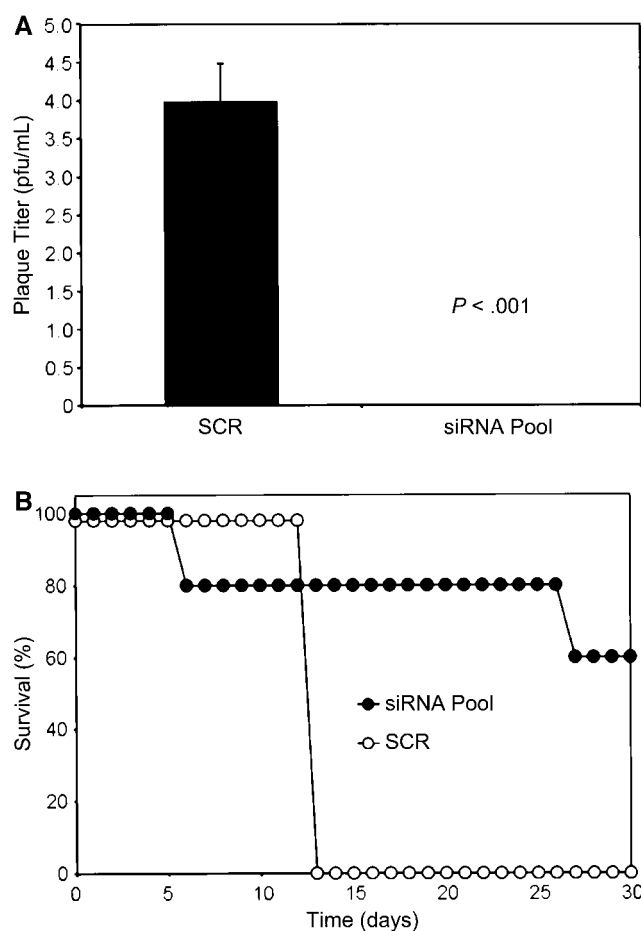 A
Plaque Titer (pfu/mL)
5.0
4.5
4.0
3.5
3.0
2.5
2.0
1.5
1.0
0.5
0
P < .001
SCR
siRNA Pool
B
Survival (%)
100
80
60
40
20
0
siRNA Pool
SCR
0
5
10
15
20
25
30
Time (days)